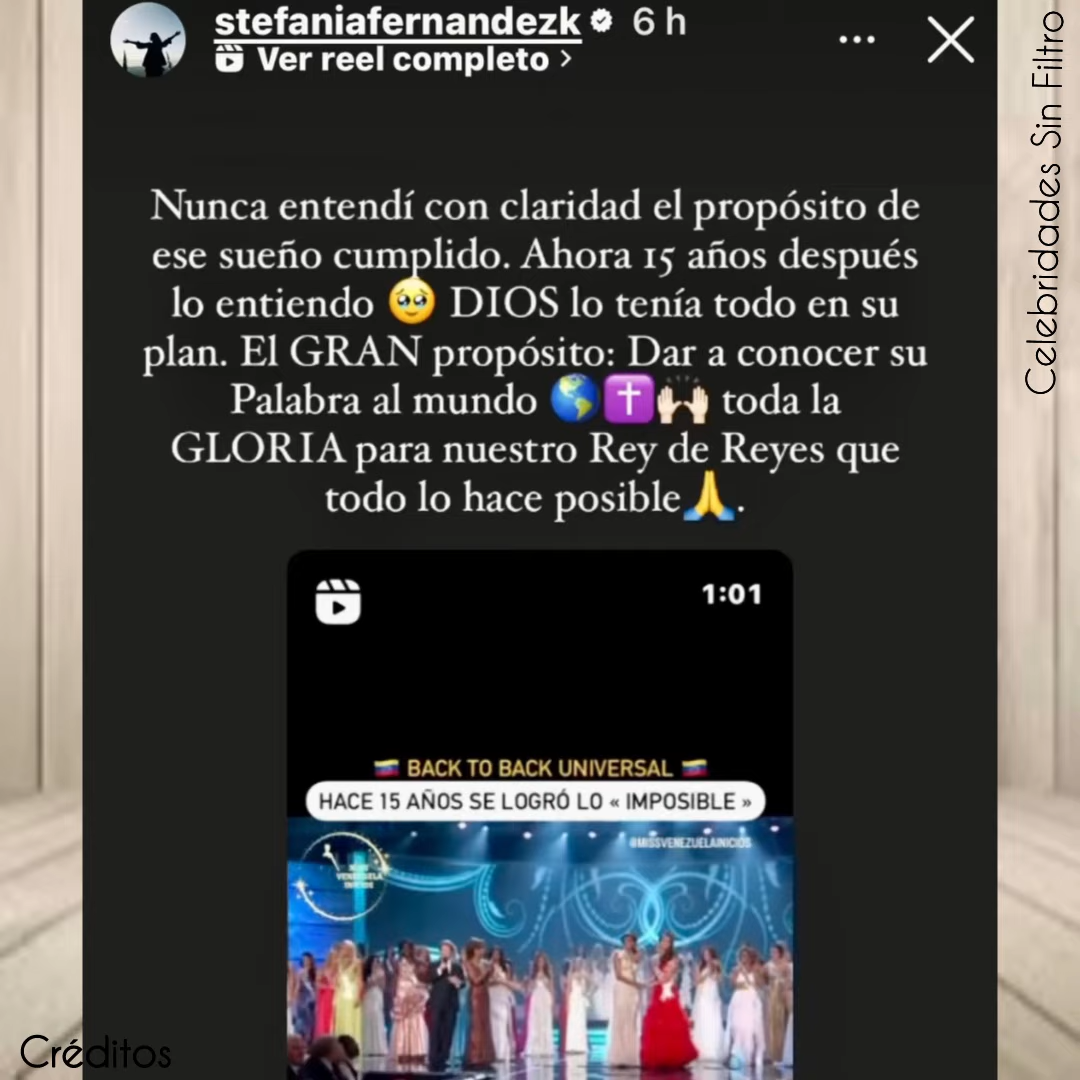 stefaniafernandezk 6 h
Ver reel completo >
Celebridades Sin Filtro
Nunca entendí con claridad el propósito de
ese sueño cumplido. Ahora 15 años después
lo entiendo 🥹 DIOS lo tenía todo en su
plan. El GRAN propósito: Dar a conocer su
Palabra al mundo 🌎✝️🙌🏻 toda la
GLORIA para nuestro Rey de Reyes que
todo lo hace posible🙏.
1:01
🇻🇪 BACK TO BACK UNIVERSAL 🇻🇪
HACE 15 AÑOS SE LOGRÓ LO « IMPOSIBLE »
@MISSVENEZUELAINICIOS
VENEZUELA
Créditos